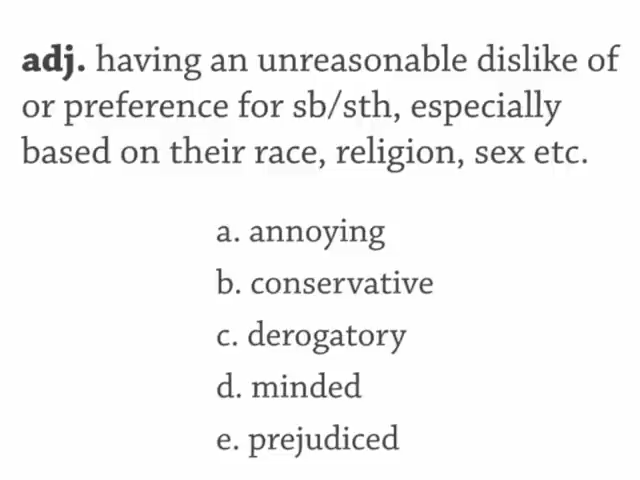 adj. having an unreasonable dislike of
or preference for sb/sth, especially
based on their race, religion, sex etc.
a. annoying
b. conservative
c. derogatory
d. minded
e. prejudiced